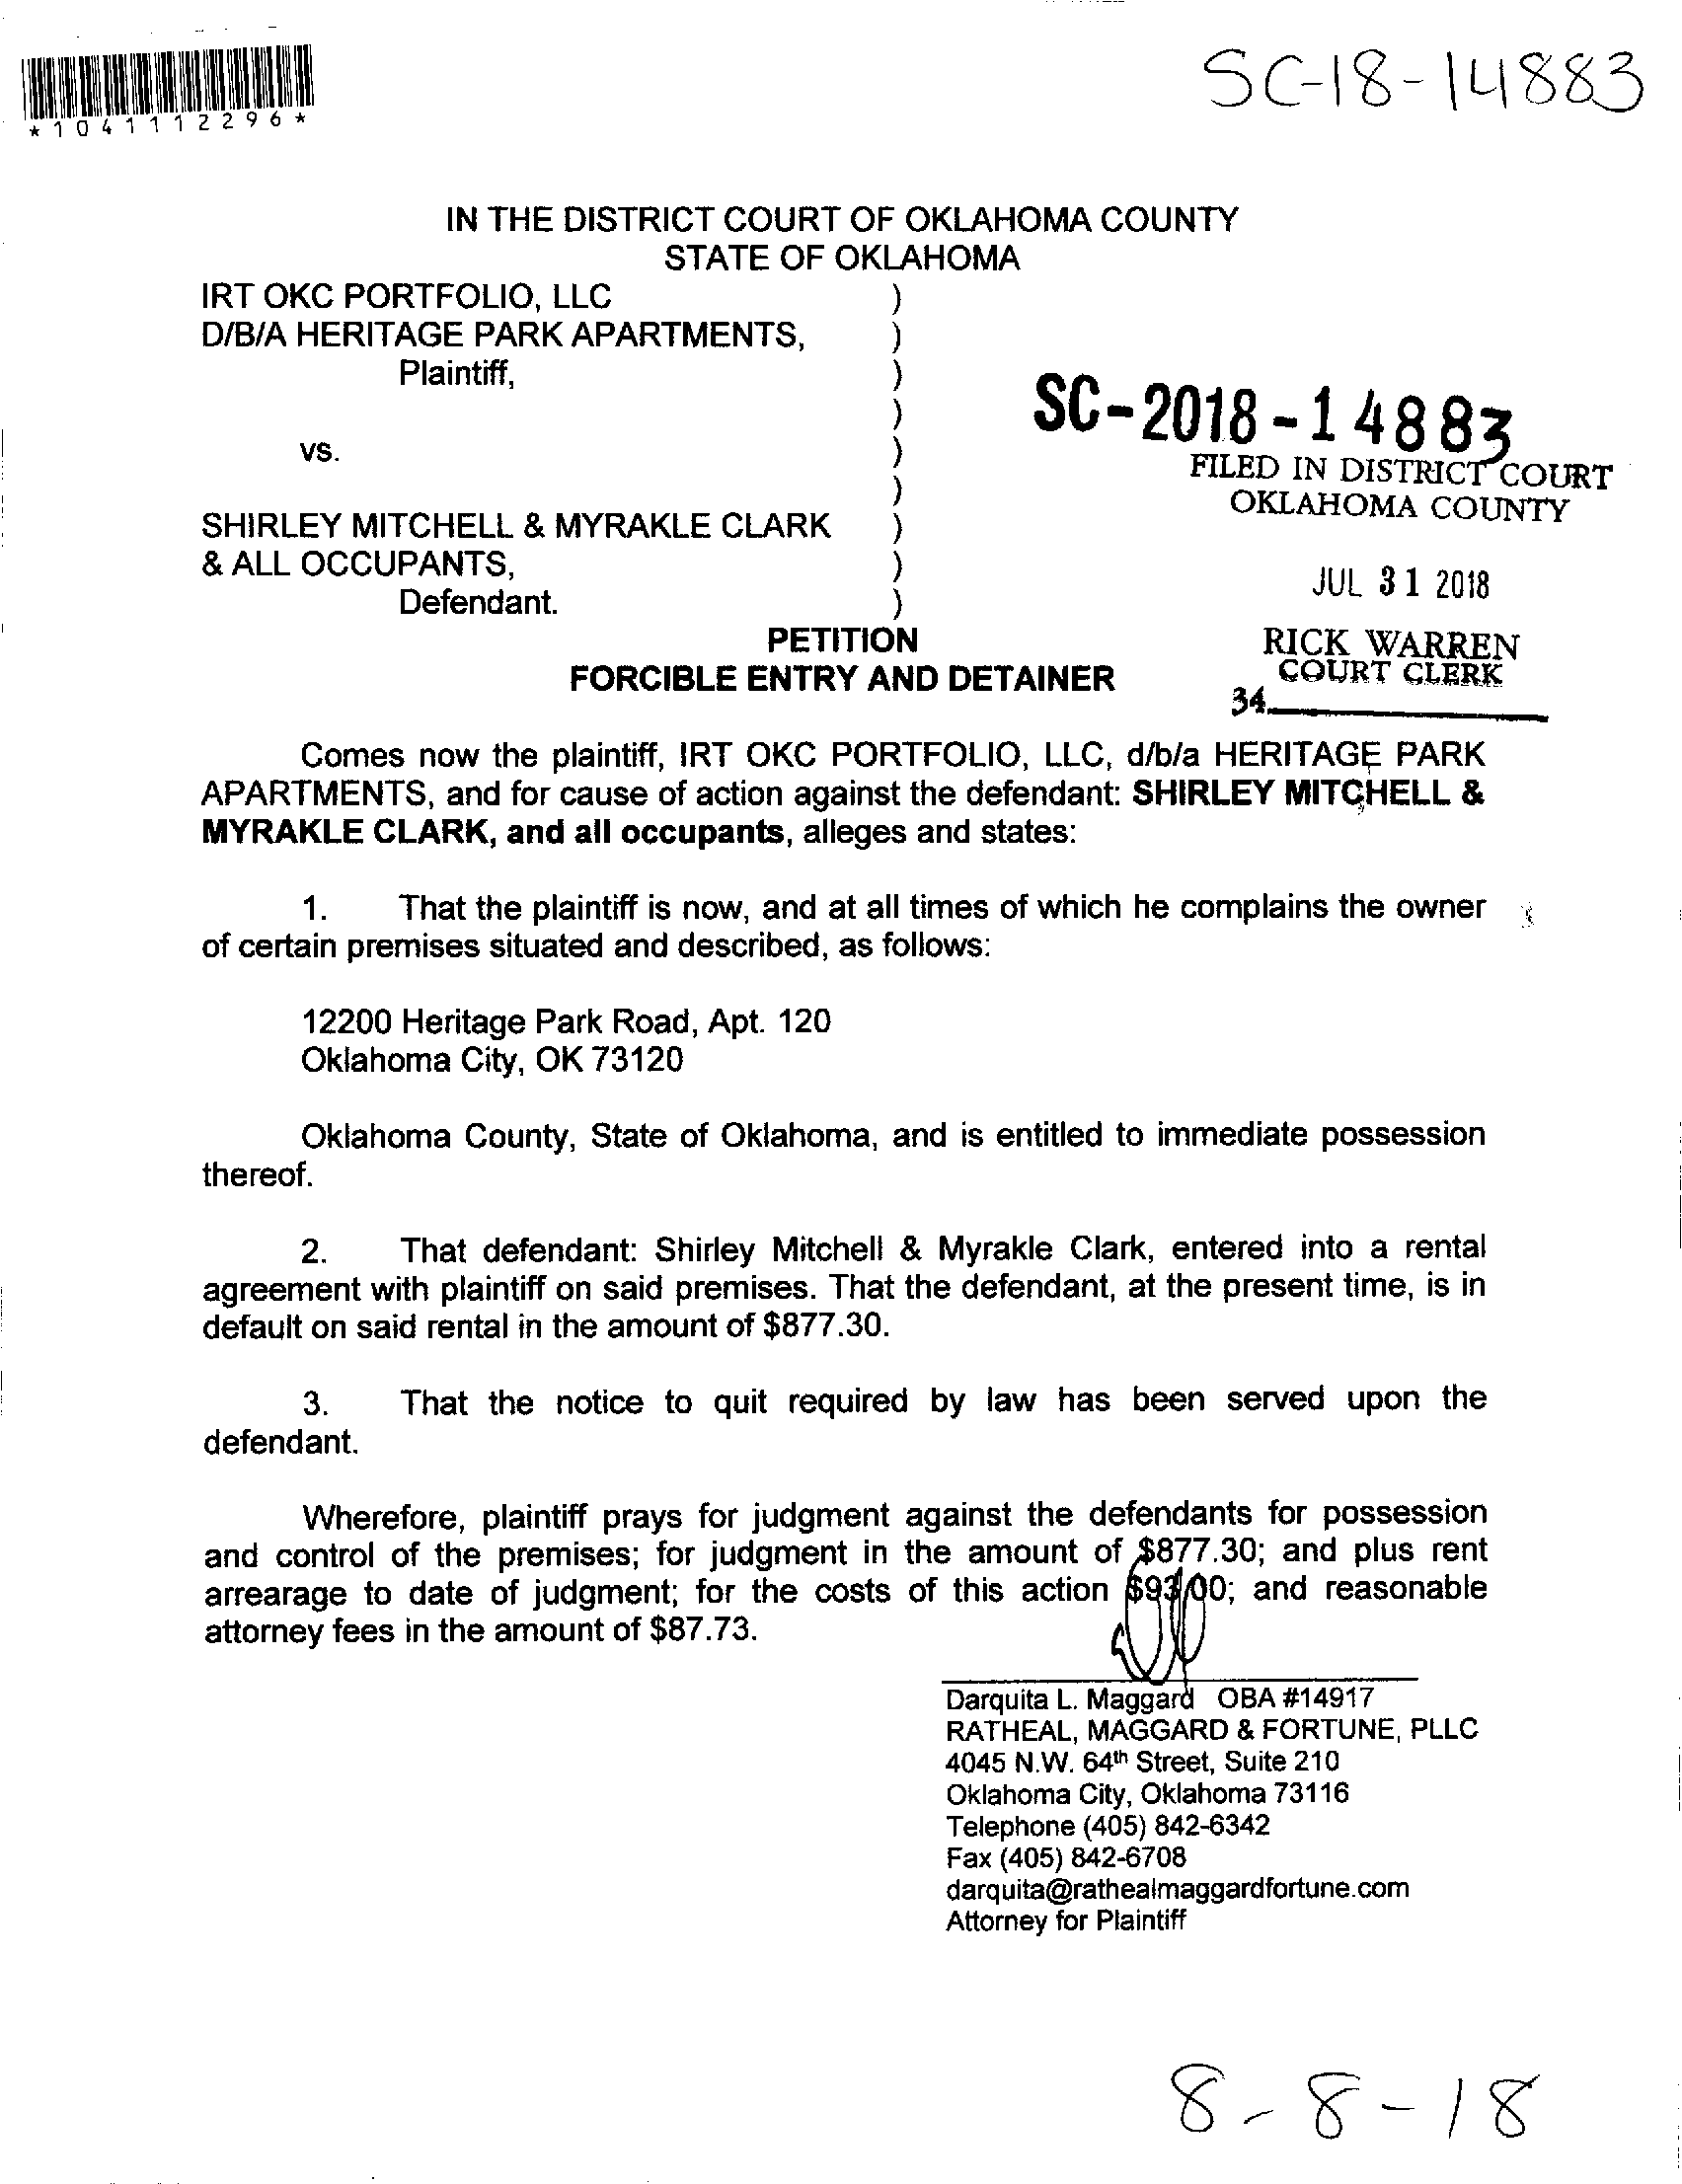 *1041112296*
SC-18-14883
IN THE DISTRICT COURT OF OKLAHOMA COUNTY
STATE OF OKLAHOMA
IRT OKC PORTFOLIO, LLC )
D/B/A HERITAGE PARK APARTMENTS, )
Plaintiff, )
)
vs. )
)
SHIRLEY MITCHELL & MYRAKLE CLARK )
& ALL OCCUPANTS, )
Defendant. )
SC-2018-14883
FILED IN DISTRICT COURT
OKLAHOMA COUNTY
JUL 31 2018
RICK WARREN
COURT CLERK
34
PETITION
FORCIBLE ENTRY AND DETAINER
Comes now the plaintiff, IRT OKC PORTFOLIO, LLC, d/b/a HERITAGE PARK
APARTMENTS, and for cause of action against the defendant: SHIRLEY MITCHELL &
MYRAKLE CLARK, and all occupants, alleges and states:
1. That the plaintiff is now, and at all times of which he complains the owner
of certain premises situated and described, as follows:
12200 Heritage Park Road, Apt. 120
Oklahoma City, OK 73120
Oklahoma County, State of Oklahoma, and is entitled to immediate possession
thereof.
2. That defendant: Shirley Mitchell & Myrakle Clark, entered into a rental
agreement with plaintiff on said premises. That the defendant, at the present time, is in
default on said rental in the amount of $877.30.
3. That the notice to quit required by law has been served upon the
defendant.
Wherefore, plaintiff prays for judgment against the defendants for possession
and control of the premises; for judgment in the amount of $877.30; and plus rent
arrearage to date of judgment; for the costs of this action $93.00; and reasonable
attorney fees in the amount of $87.73.
Darquita L. Maggard OBA #14917
RATHEAL, MAGGARD & FORTUNE, PLLC
4045 N.W. 64th Street, Suite 210
Oklahoma City, Oklahoma 73116
Telephone (405) 842-6342
Fax (405) 842-6708
darquita@rathealmaggardfortune.com
Attorney for Plaintiff
8-8-18